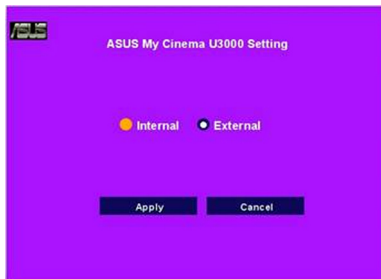 ASUS
ASUS My Cinema U3000 Setting
Internal External
Apply Cancel